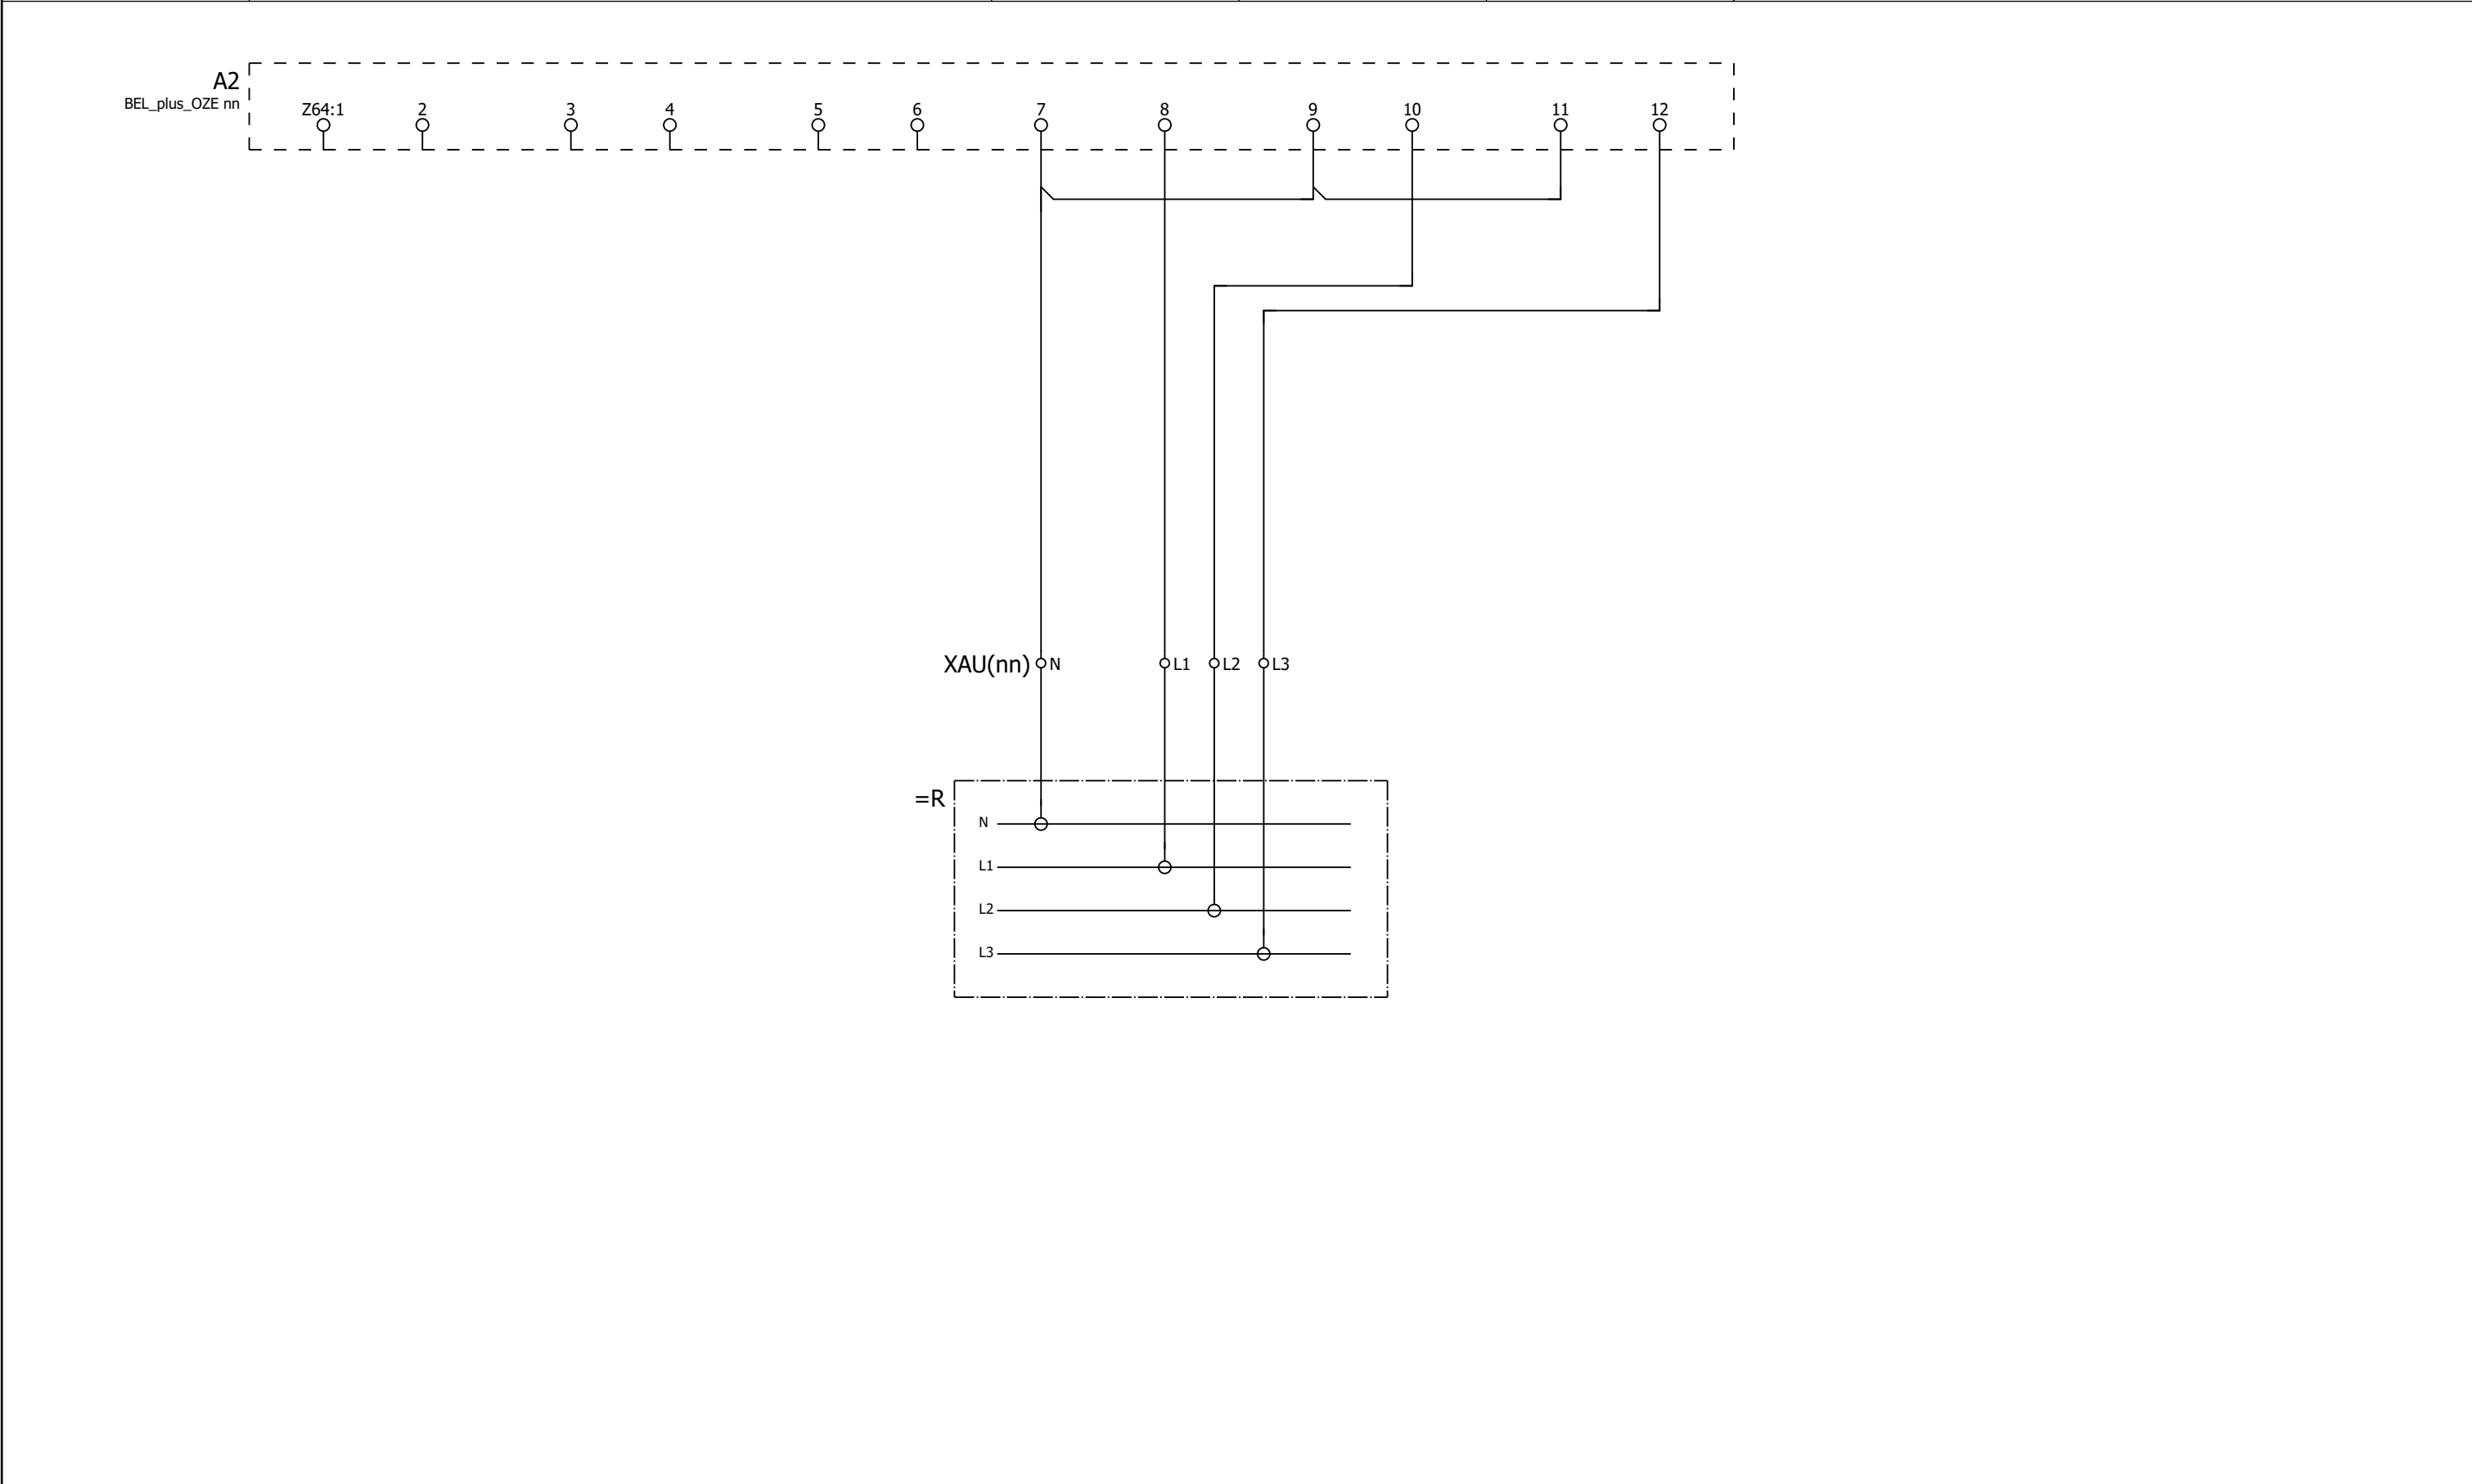 A2
BEL_plus_OZE nn
Z64:1 2 3 4 5 6 7 8 9 10 11 12
XAU(nn) N L1 L2 L3
=R
N
L1
L2
L3